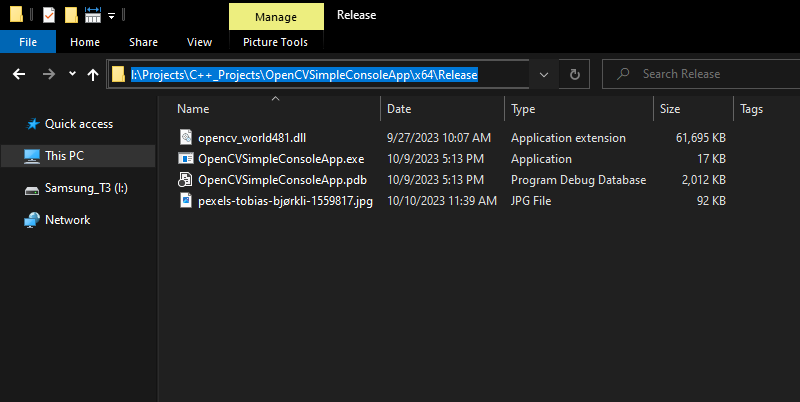 Manage Release
File Home Share View Picture Tools
I:\Projects\C++_Projects\OpenCVSimpleConsoleApp\x64\Release Search Release
Name Date Type Size Tags
Quick access
This PC
Samsung_T3 (I:)
Network
opencv_world481.dll 9/27/2023 10:07 AM Application extension 61,695 KB
OpenCVSimpleConsoleApp.exe 10/9/2023 5:13 PM Application 17 KB
OpenCVSimpleConsoleApp.pdb 10/9/2023 5:13 PM Program Debug Database 2,012 KB
pexels-tobias-bjørkli-1559817.jpg 10/10/2023 11:39 AM JPG File 92 KB